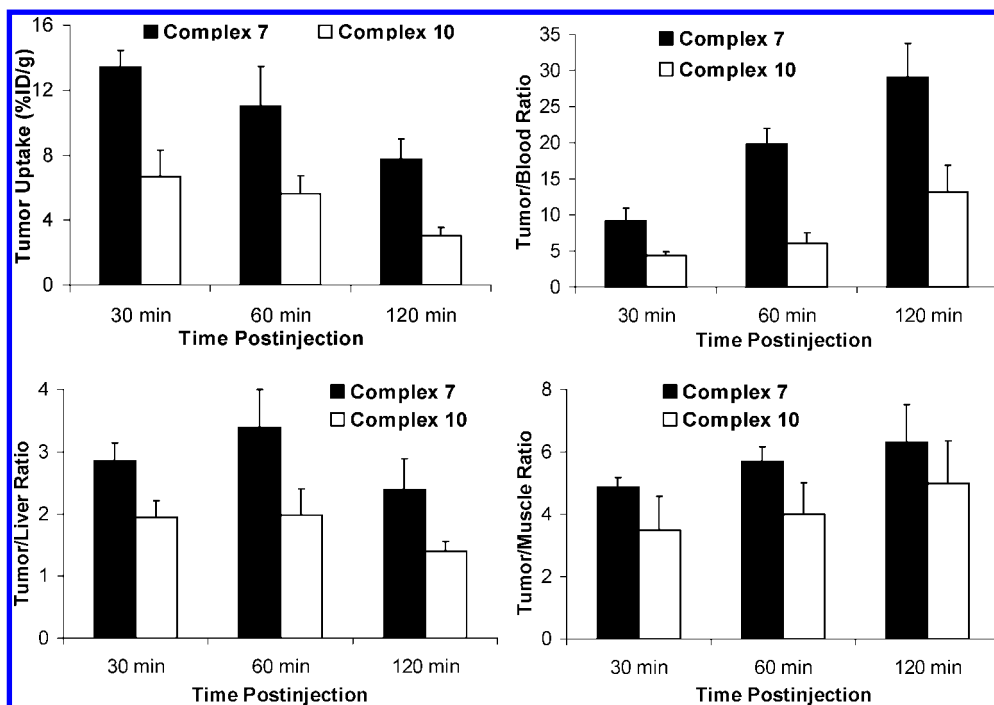 Tumor Uptake (%ID/g)
16
12
8
4
0
Complex 7
Complex 10
30 min
60 min
120 min
Time Postinjection
Tumor/Blood Ratio
35
30
25
20
15
10
5
0
Complex 7
Complex 10
30 min
60 min
120 min
Time Postinjection
Tumor/Liver Ratio
4
3
2
1
0
Complex 7
Complex 10
30 min
60 min
120 min
Time Postinjection
Tumor/Muscle Ratio
8
6
4
2
0
Complex 7
Complex 10
30 min
60 min
120 min
Time Postinjection